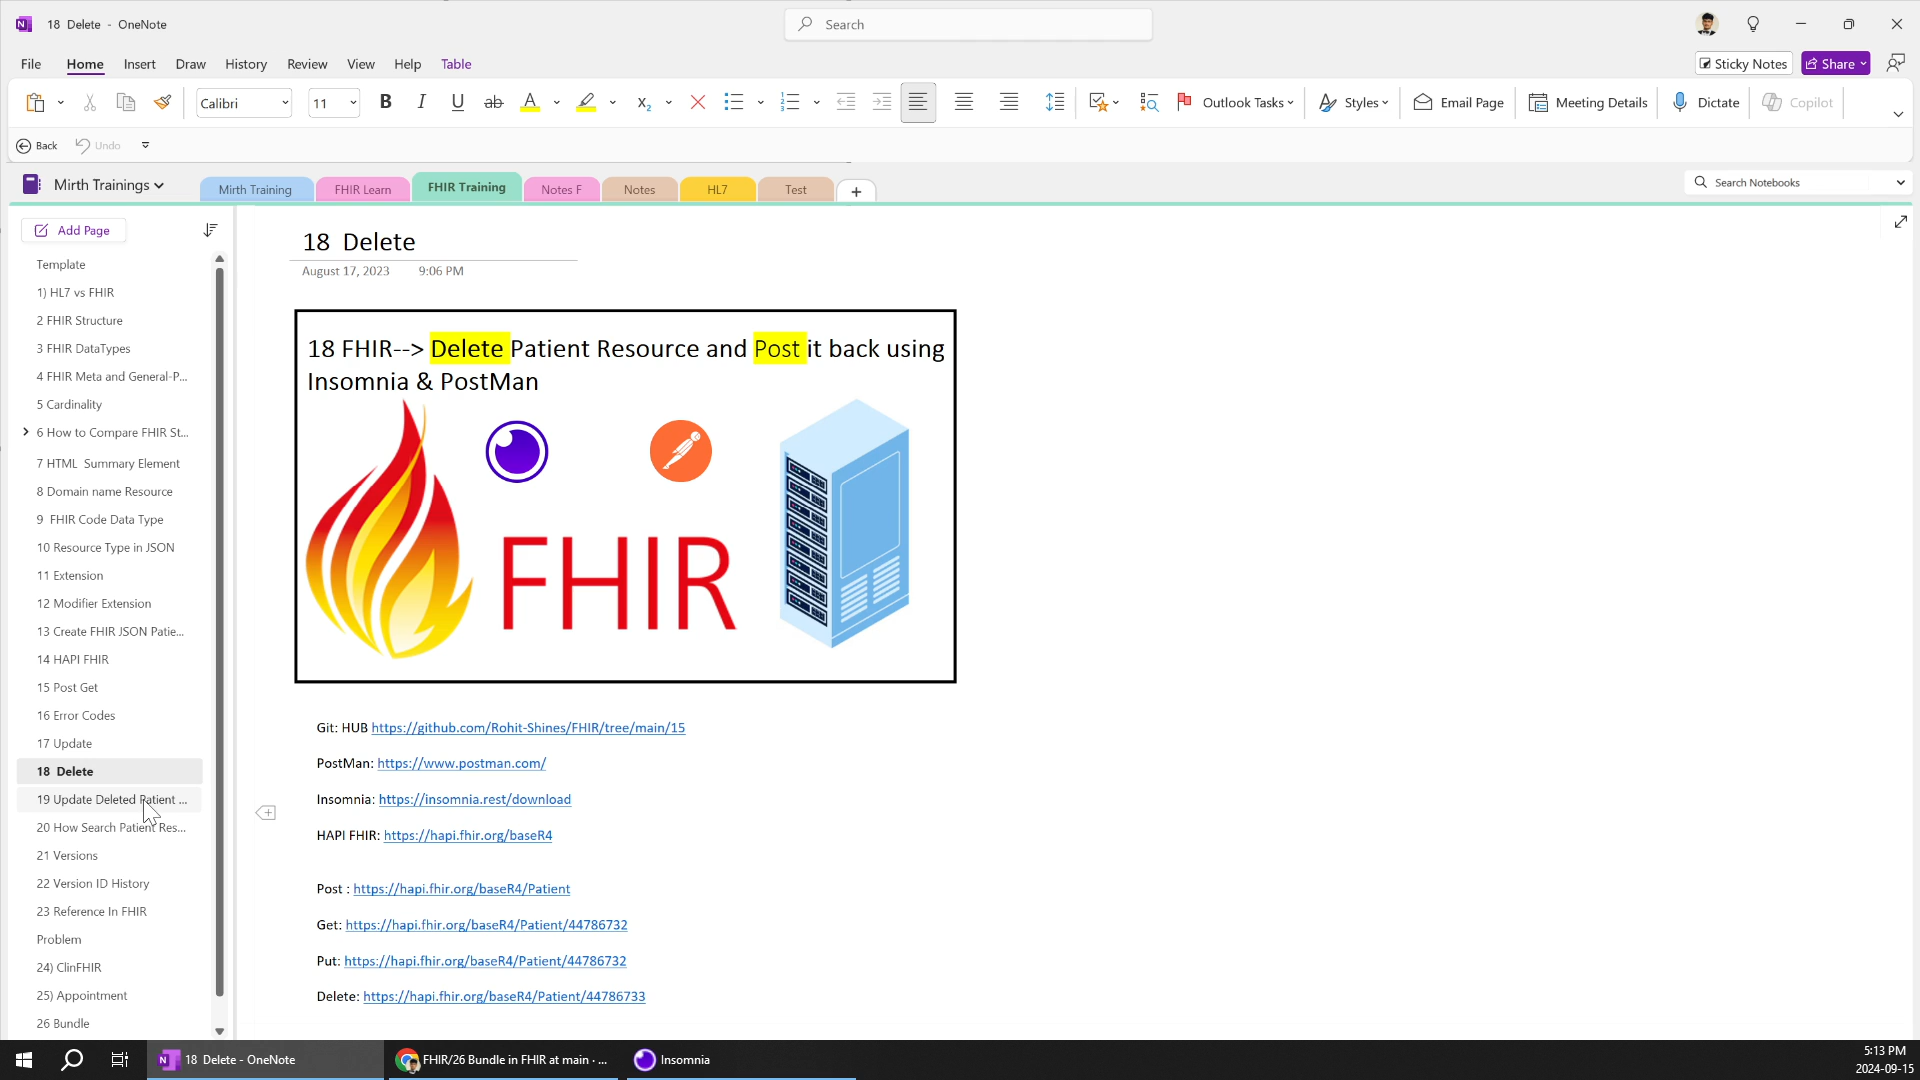 18 Delete - OneNote
Search
File Home Insert Draw History Review View Help Table
Sticky Notes Share
Calibri 11 B I U ab A x2 Outlook Tasks Styles Email Page Meeting Details Dictate Copilot
Back Undo
Mirth Trainings
Mirth Training FHIR Learn FHIR Training Notes F Notes HL7 Test +
Search Notebooks
Add Page
Template
1) HL7 vs FHIR
2 FHIR Structure
3 FHIR DataTypes
4 FHIR Meta and General-P...
5 Cardinality
6 How to Compare FHIR St...
7 HTML Summary Element
8 Domain name Resource
9 FHIR Code Data Type
10 Resource Type in JSON
11 Extension
12 Modifier Extension
13 Create FHIR JSON Patie...
14 HAPI FHIR
15 Post Get
16 Error Codes
17 Update
18 Delete
19 Update Deleted Patient ...
20 How Search Patient Res...
21 Versions
22 Version ID History
23 Reference In FHIR
Problem
24) ClinFHIR
25) Appointment
26 Bundle
18 Delete
August 17, 2023 9:06 PM
18 FHIR--> Delete Patient Resource and Post it back using
Insomnia & PostMan
FHIR
Git: HUB https://github.com/Rohit-Shines/FHIR/tree/main/15
PostMan: https://www.postman.com/
Insomnia: https://insomnia.rest/download
HAPI FHIR: https://hapi.fhir.org/baseR4
Post : https://hapi.fhir.org/baseR4/Patient
Get: https://hapi.fhir.org/baseR4/Patient/44786732
Put: https://hapi.fhir.org/baseR4/Patient/44786732
Delete: https://hapi.fhir.org/baseR4/Patient/44786733
18 Delete - OneNote
FHIR/26 Bundle in FHIR at main · ...
Insomnia
5:13 PM
2024-09-15